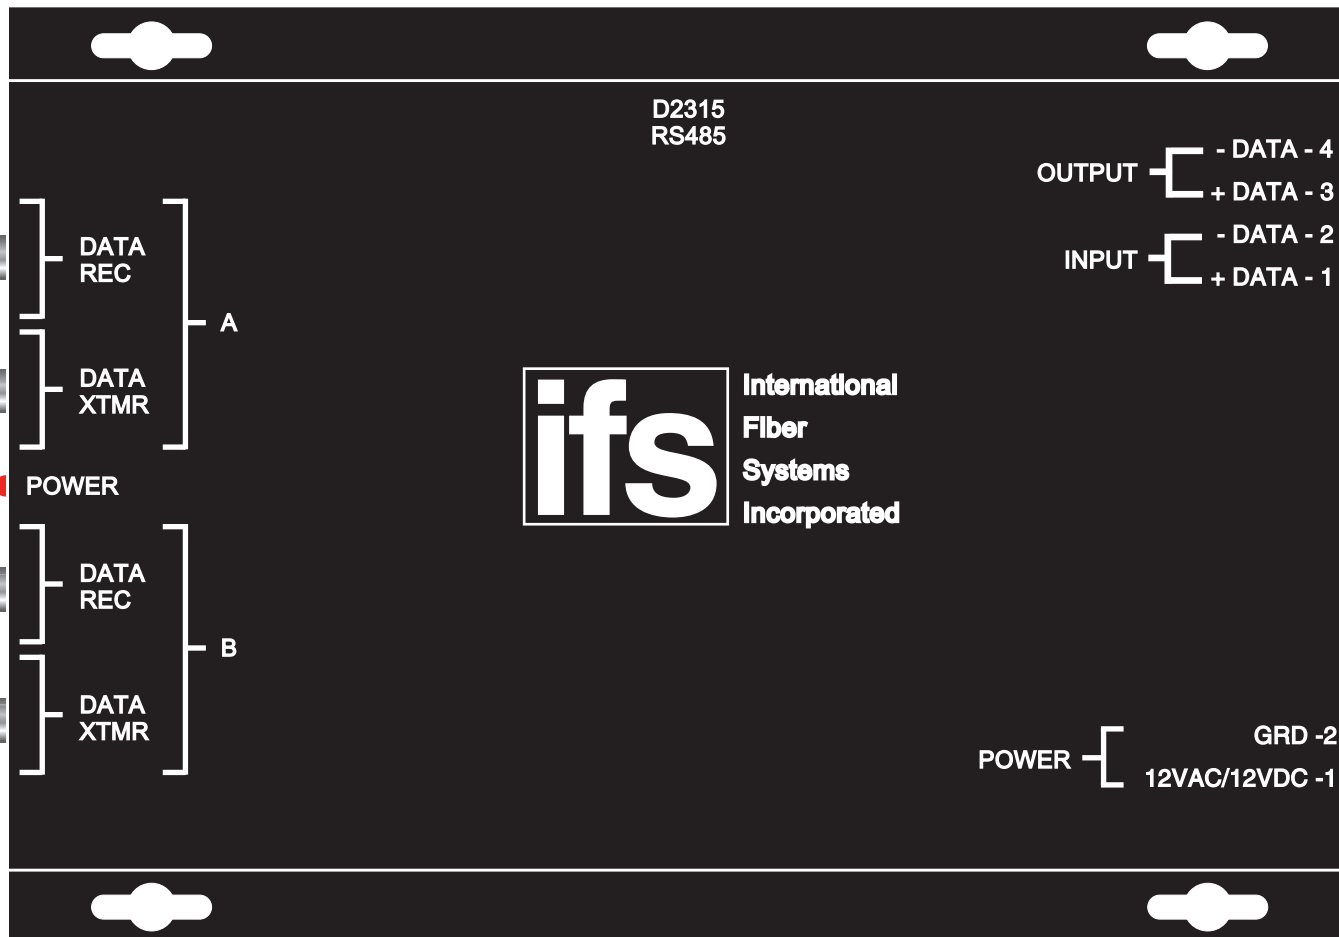 D2315
RS485
OUTPUT
- DATA - 4
+ DATA - 3
INPUT
- DATA - 2
+ DATA - 1
DATA
REC
DATA
XTMR
A
POWER
DATA
REC
DATA
XTMR
B
ifs
International
Fiber
Systems
Incorporated
POWER
GRD -2
12VAC/12VDC -1